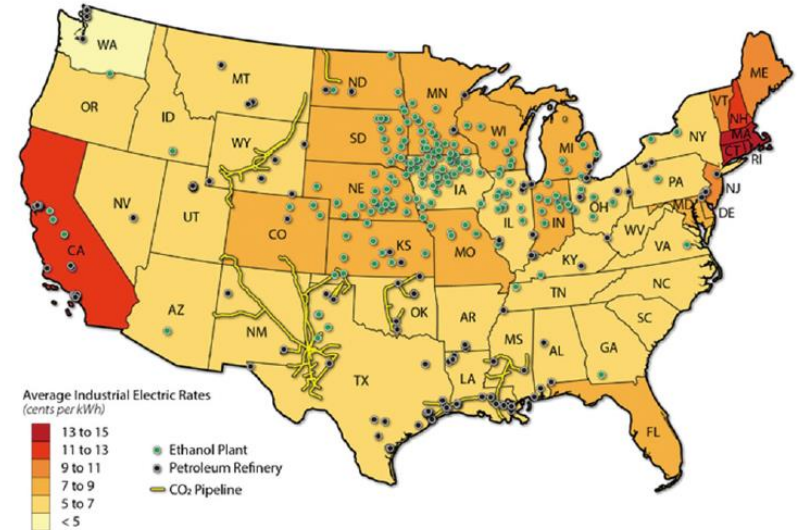 WA
MT
ND
MN
ME
VT
NH
OR
ID
SD
WI
MI
NY
MA
CT
RI
WY
NE
IA
PA
NJ
NV
UT
CO
IL
IN
OH
MD
DE
CA
KS
MO
WV
VA
KY
AZ
NM
OK
AR
TN
NC
SC
TX
LA
MS
AL
GA
FL
Average Industrial Electric Rates
(cents per kWh)
13 to 15
11 to 13
9 to 11
7 to 9
5 to 7
< 5
Ethanol Plant
Petroleum Refinery
CO₂ Pipeline